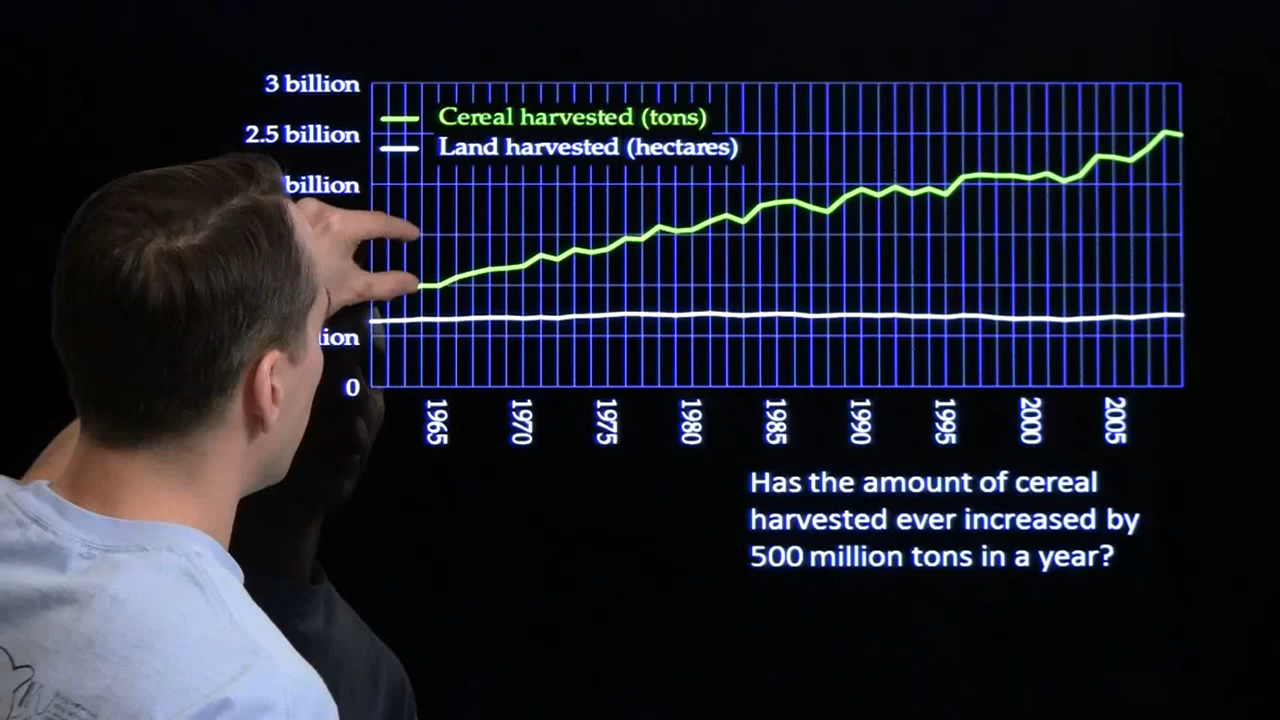 3 billion
2.5 billion
billion
0
Cereal harvested (tons)
Land harvested (hectares)
1965
1970
1975
1980
1985
1990
1995
2000
2005
Has the amount of cereal
harvested ever increased by
500 million tons in a year?